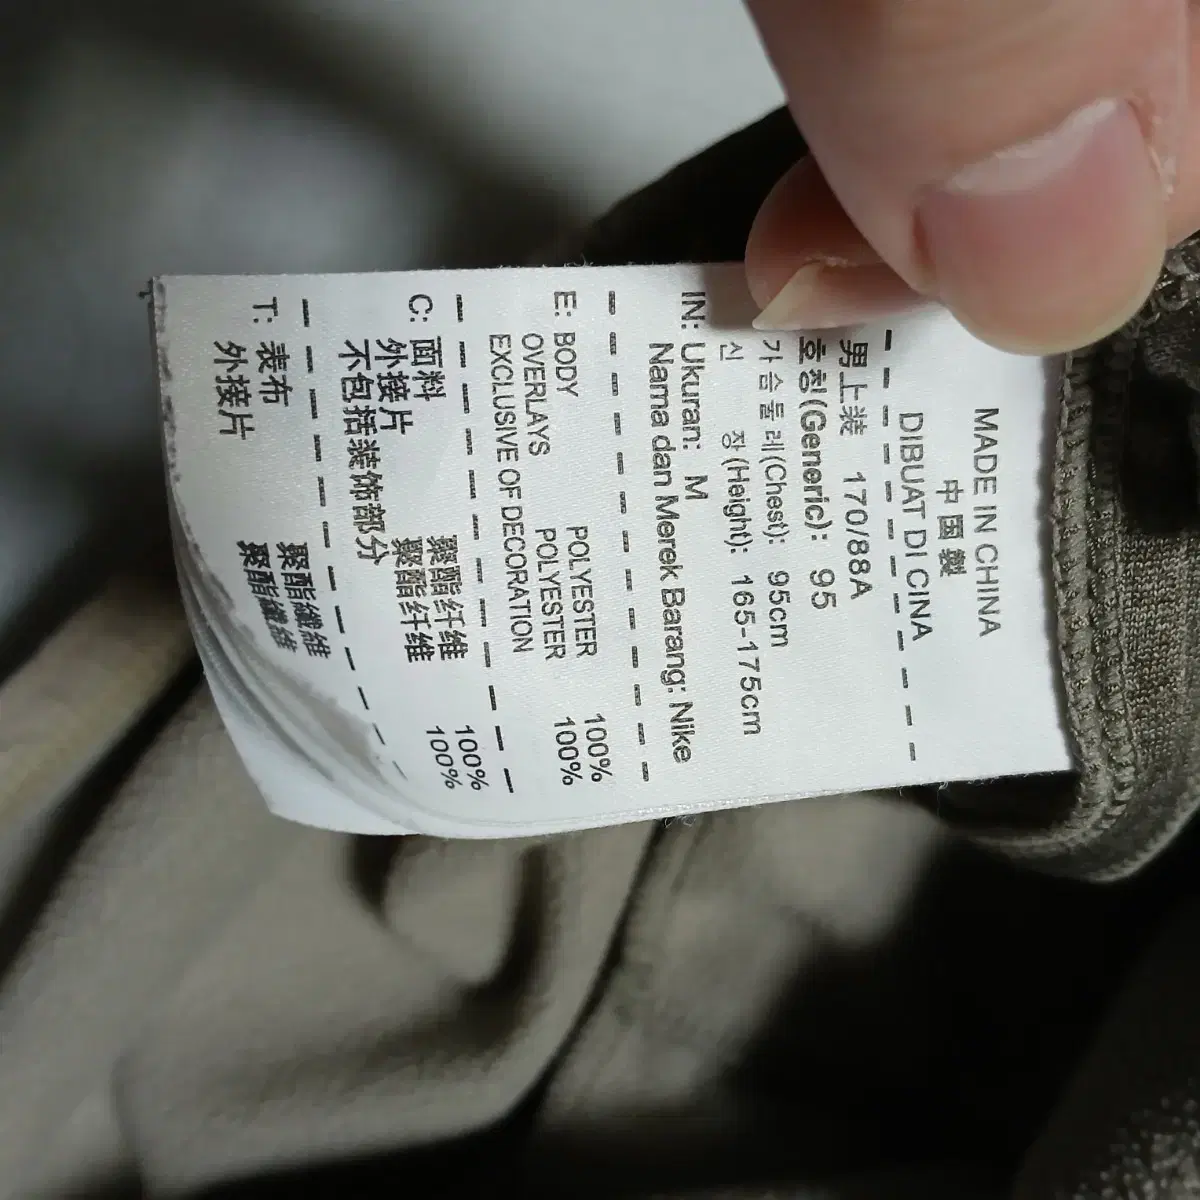 MADE IN CHINA
中国製
DIBUAT DI CINA
男上装 170/88A
호칭(Generic): 95
가슴둘레(Chest): 95cm
신 장(Height): 165-175cm
IN: Ukuran: M
Nama dan Merek Barang: Nike
E: BODY POLYESTER 100%
OVERLAYS POLYESTER 100%
EXCLUSIVE OF DECORATION
C: 面料 聚酯纤维 100%
外接片 聚酯纤维 100%
不包括装饰部分
T: 表布 聚酯纖維
外接片 聚酯纖維